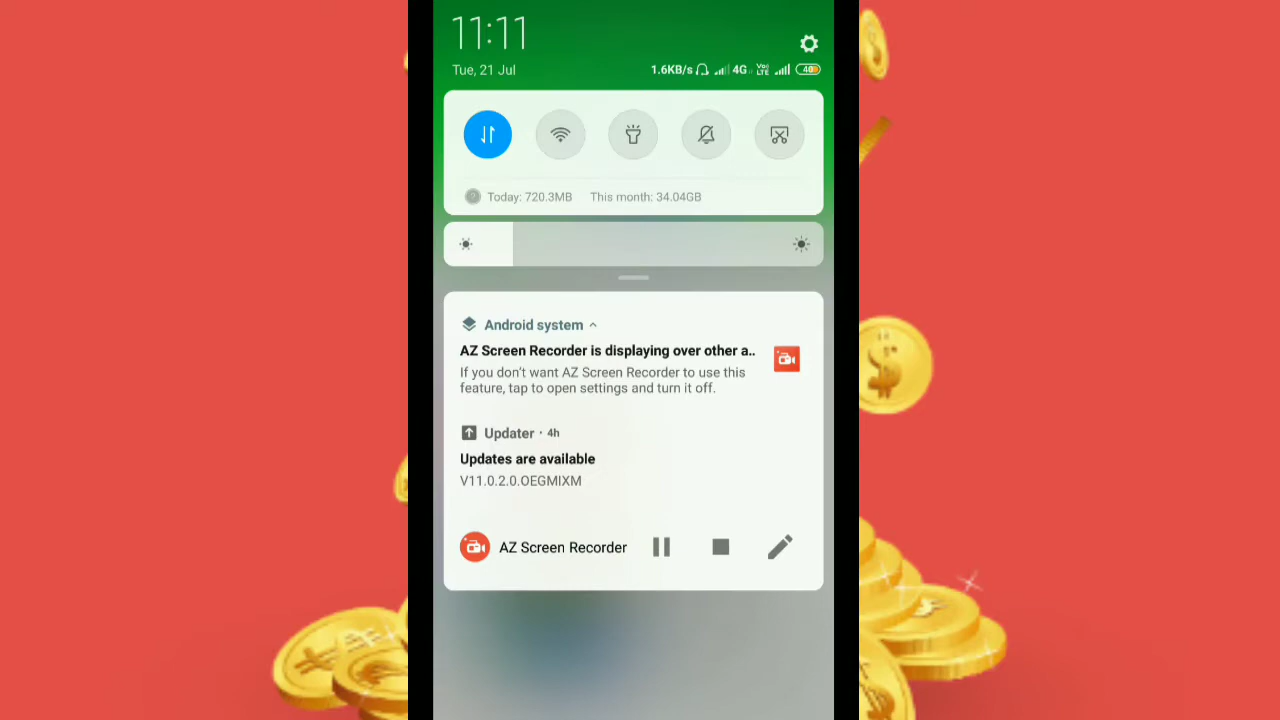 11:11
Tue, 21 Jul
1.6KB/s 4G VoLTE
Today: 720.3MB This month: 34.04GB
Android system
AZ Screen Recorder is displaying over other a..
If you don't want AZ Screen Recorder to use this
feature, tap to open settings and turn it off.
Updater · 4h
Updates are available
V11.0.2.0.OEGMIXM
AZ Screen Recorder